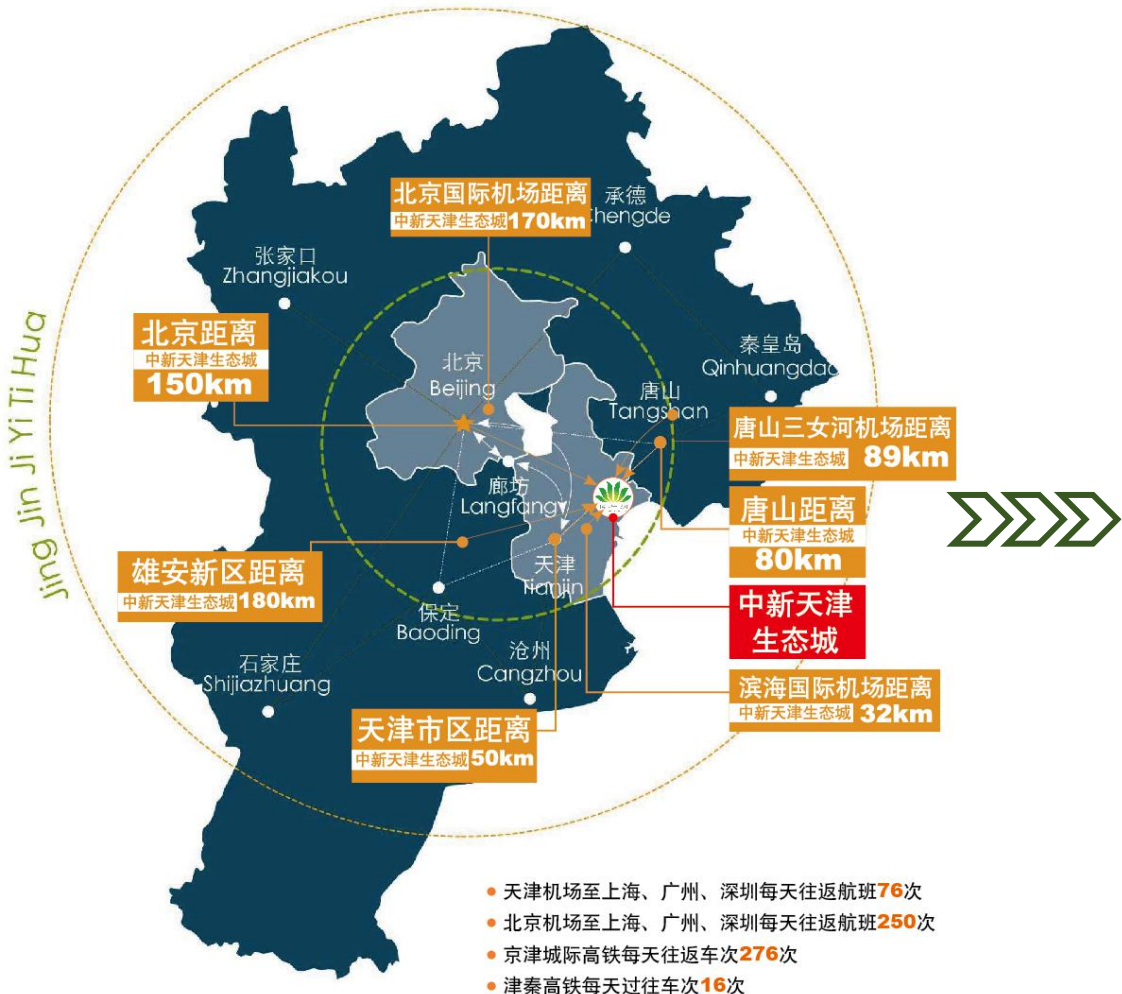 北京国际机场距离
中新天津生态城170km
承德
Chengde
张家口
Zhangjiakou
北京距离
中新天津生态城
150km
北京
Beijing
秦皇岛
Qinhuangdao
唐山
Tangshan
唐山三女河机场距离
中新天津生态城 89km
廊坊
Langfang
唐山距离
中新天津生态城
80km
雄安新区距离
中新天津生态城180km
天津
Tianjin
中新天津
生态城
保定
Baoding
沧州
Cangzhou
石家庄
Shijiazhuang
滨海国际机场距离
中新天津生态城 32km
天津市区距离
中新天津生态城50km
Jing Jin Ji Yi Ti Hua
天津机场至上海、广州、深圳每天往返航班76次
北京机场至上海、广州、深圳每天往返航班250次
京津城际高铁每天往返车次276次
津秦高铁每天过往车次16次